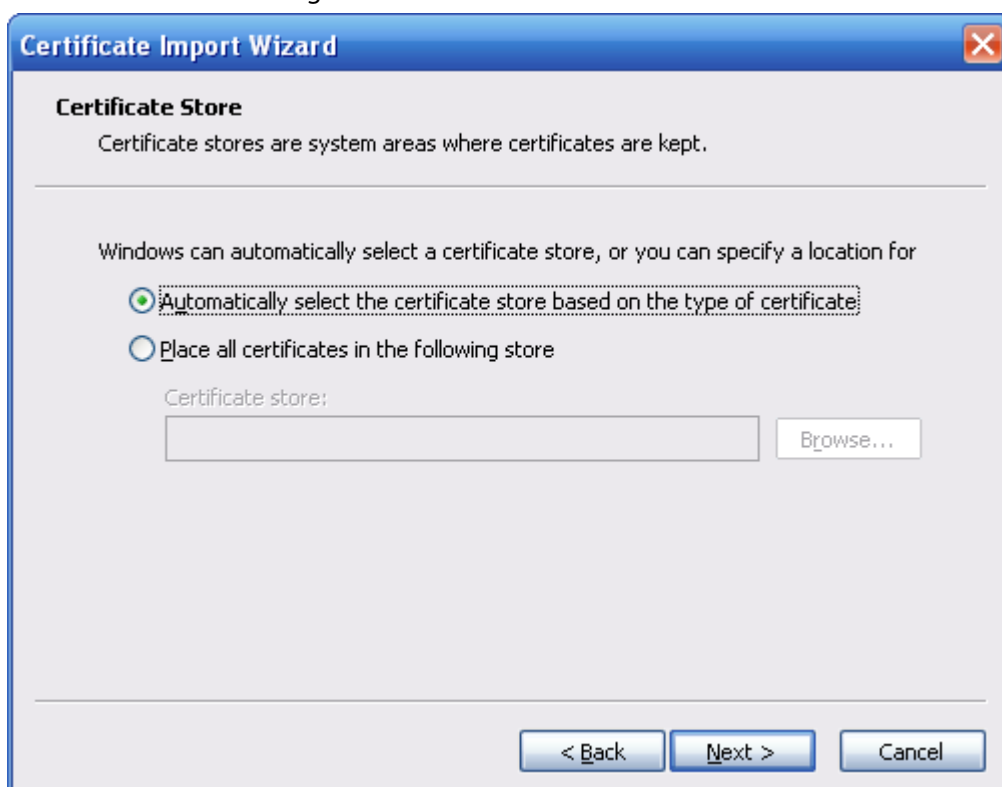 Certificate Import Wizard
Certificate Store
Certificate stores are system areas where certificates are kept.
Windows can automatically select a certificate store, or you can specify a location for
Automatically select the certificate store based on the type of certificate
Place all certificates in the following store
Certificate store:
Browse...
< Back Next > Cancel